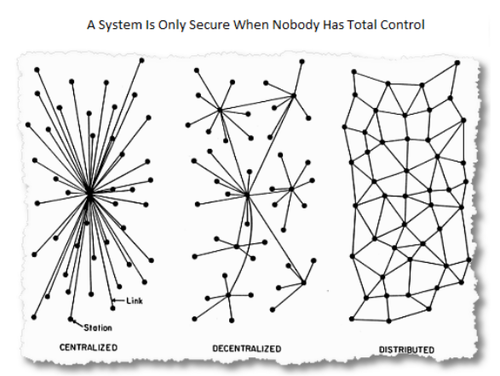 A System Is Only Secure When Nobody Has Total Control
Link
Station
CENTRALIZED
DECENTRALIZED
DISTRIBUTED